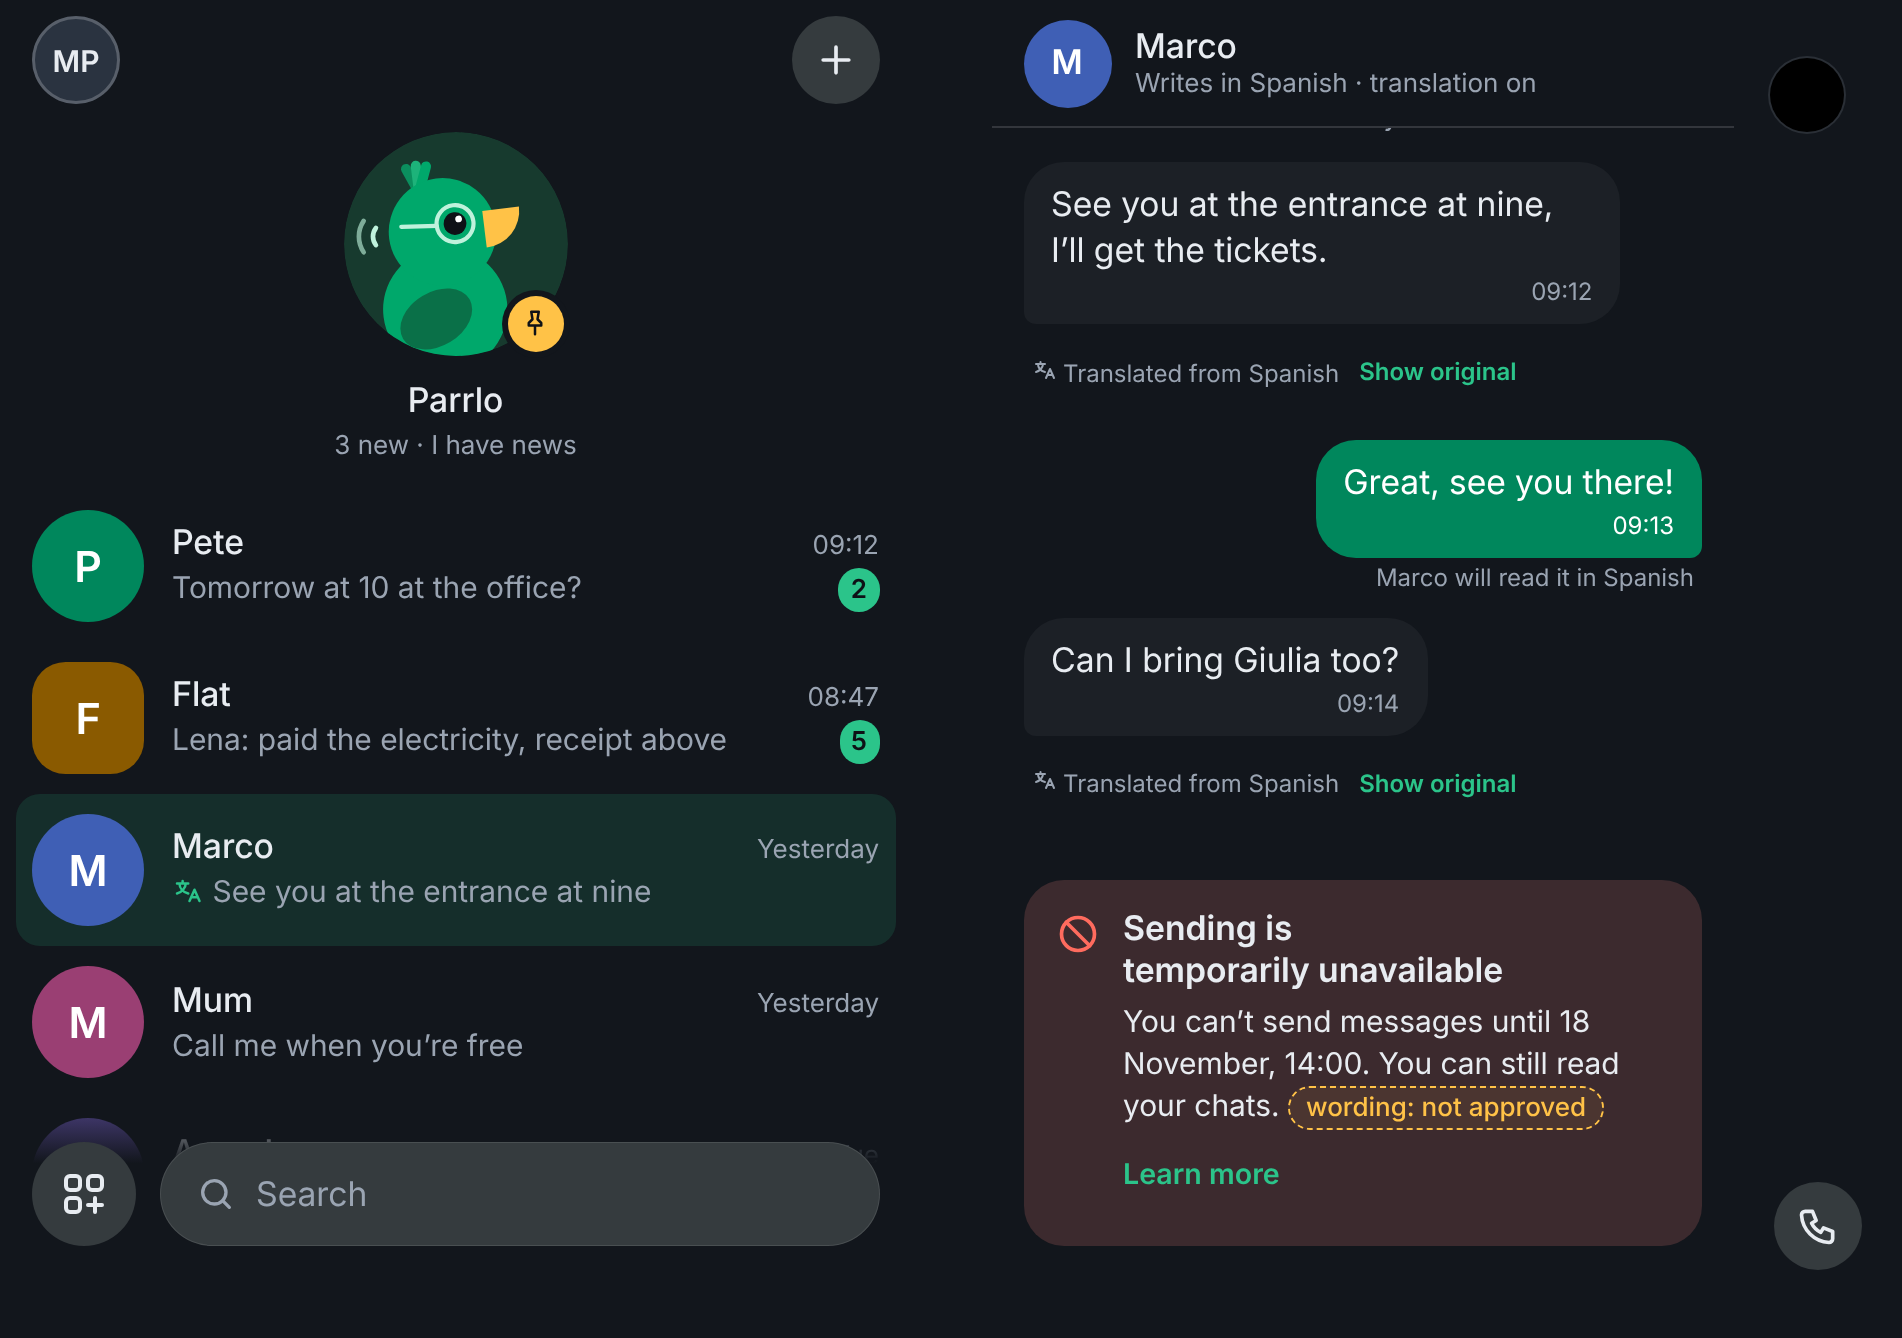 MP
Parrlo
3 new · I have news
P
Pete
09:12
Tomorrow at 10 at the office?
2
F
Flat
08:47
Lena: paid the electricity, receipt above
5
M
Marco
Yesterday
See you at the entrance at nine
M
Mum
Yesterday
Call me when you’re free
Search
M
Marco
Writes in Spanish · translation on
See you at the entrance at nine,
I’ll get the tickets.
09:12
Translated from Spanish Show original
Great, see you there!
09:13
Marco will read it in Spanish
Can I bring Giulia too?
09:14
Translated from Spanish Show original
Sending is
temporarily unavailable
You can’t send messages until 18
November, 14:00. You can still read
your chats. wording: not approved
Learn more